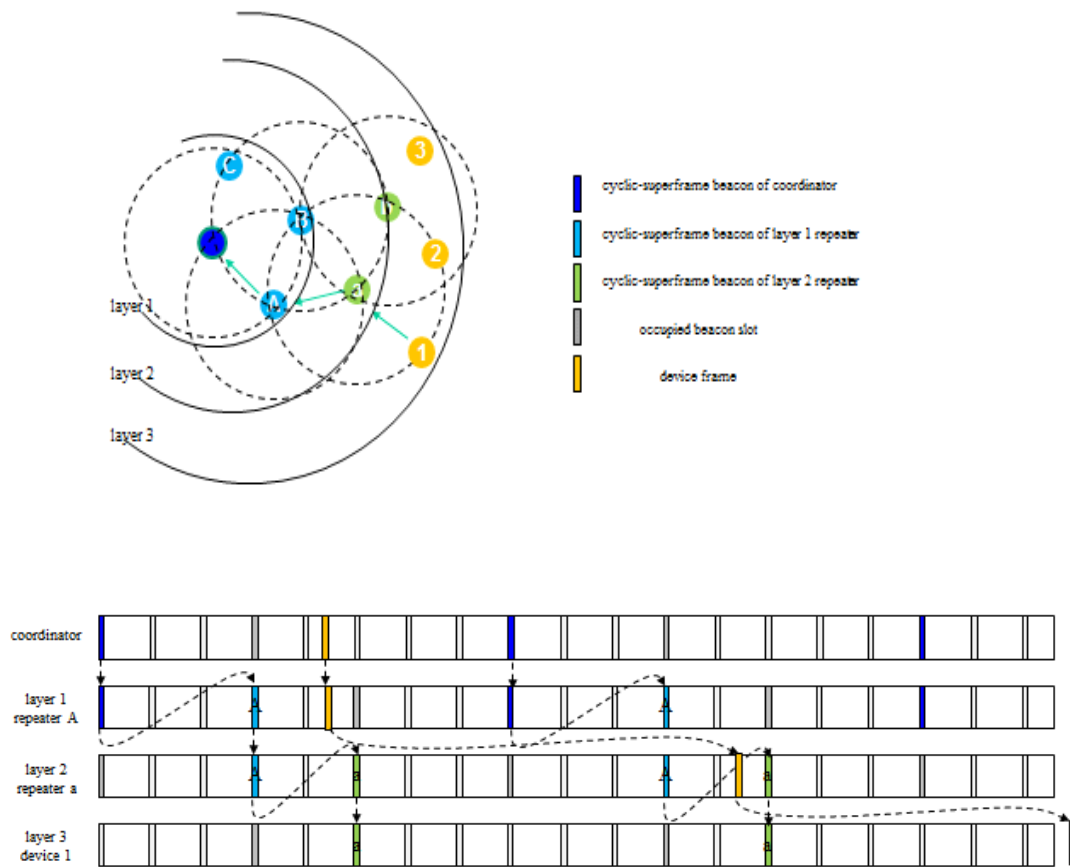 C
3
B
2
A
1
layer 1
layer 2
layer 3
cyclic-superframe beacon of coordinator
cyclic-superframe beacon of layer 1 repeater
cyclic-superframe beacon of layer 2 repeater
occupied beacon slot
device frame
coordinator
layer 1
repeater A
A
A
layer 2
repeater a
A
a
A
a
layer 3
device 1
a
a